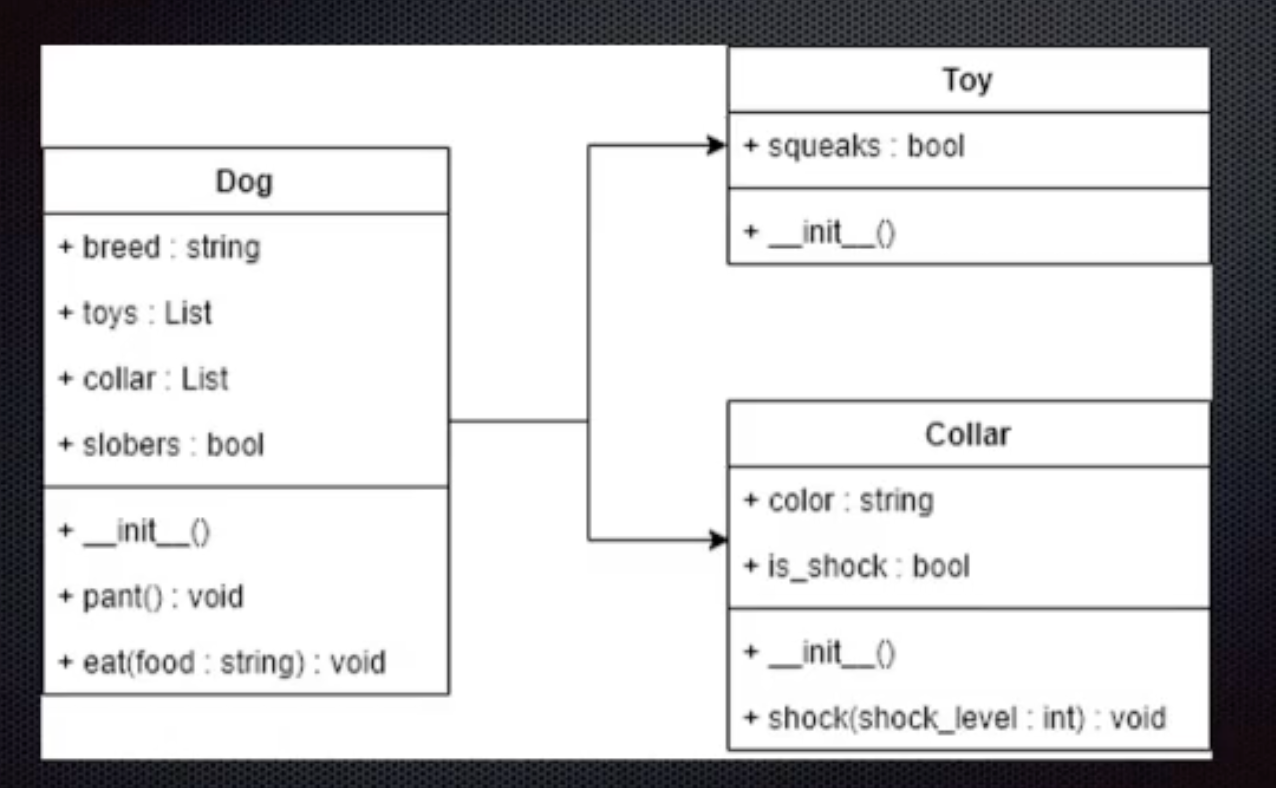 Dog
+ breed : string
+ toys : List
+ collar : List
+ slobers : bool
+ __init__()
+ pant() : void
+ eat(food : string) : void
Toy
+ squeaks : bool
+ __init__()
Collar
+ color : string
+ is_shock : bool
+ __init__()
+ shock(shock_level : int) : void